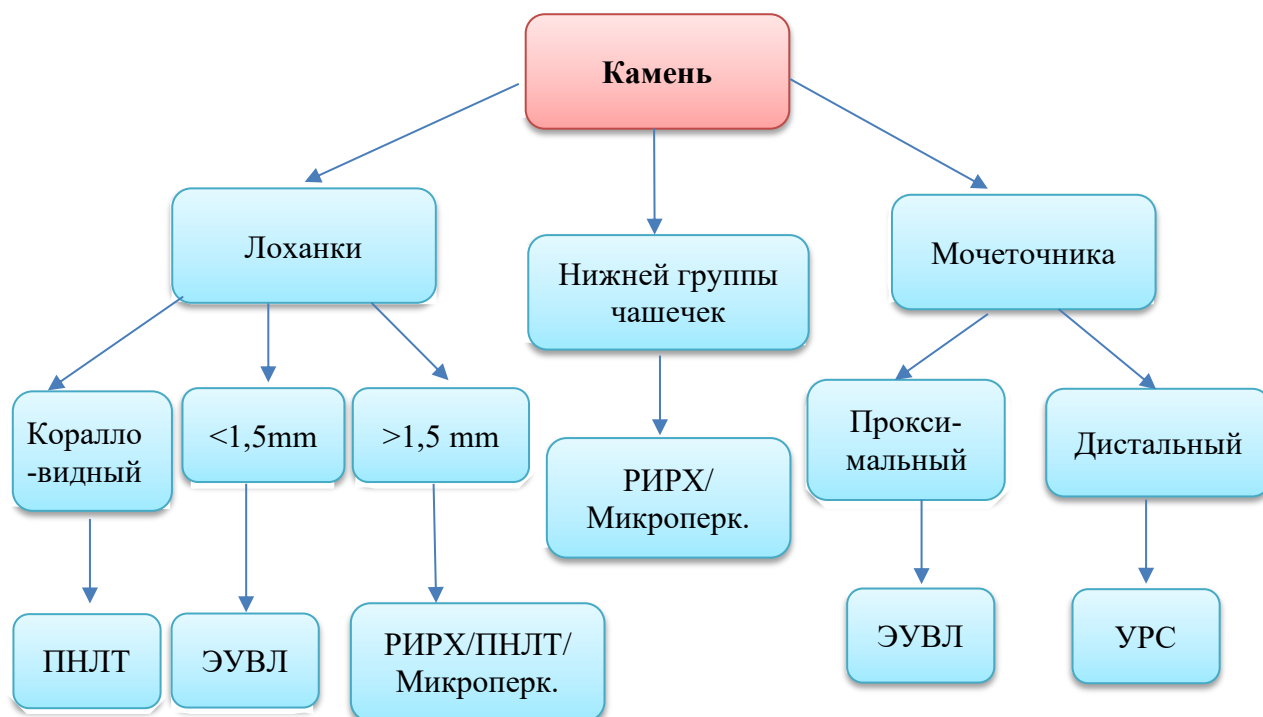 Камень
Лоханки
Нижней группы
чашечек
Мочеточника
Коралло
-видный
<1,5mm
>1,5 mm
Прокси-
мальный
Дистальный
РИРХ/
Микроперк.
ПНЛТ
ЭУВЛ
РИРХ/ПНЛТ/
Микроперк.
ЭУВЛ
УРС